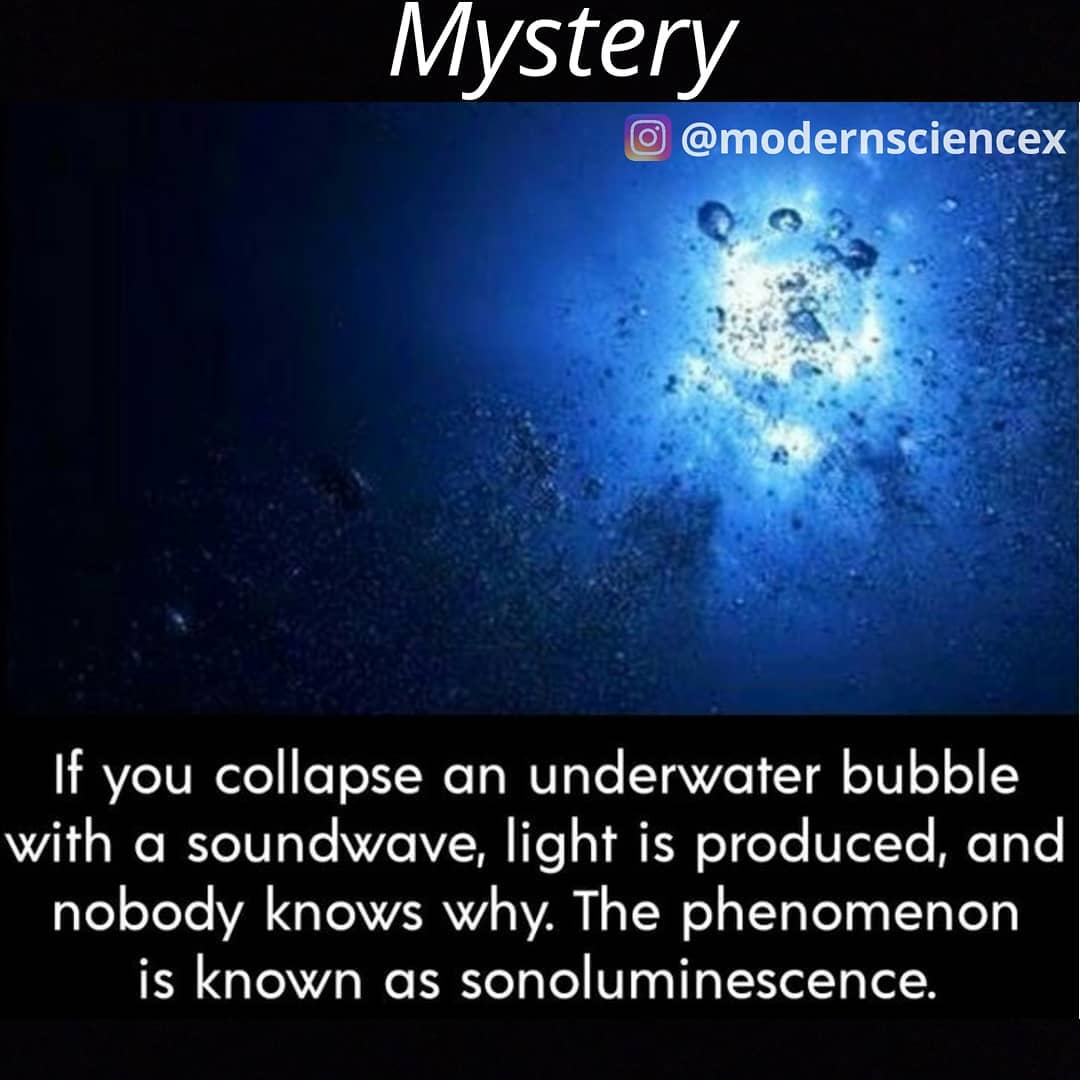 Mystery
@modernsciencex
If you collapse an underwater bubble
with a soundwave, light is produced, and
nobody knows why. The phenomenon
is known as sonoluminescence.